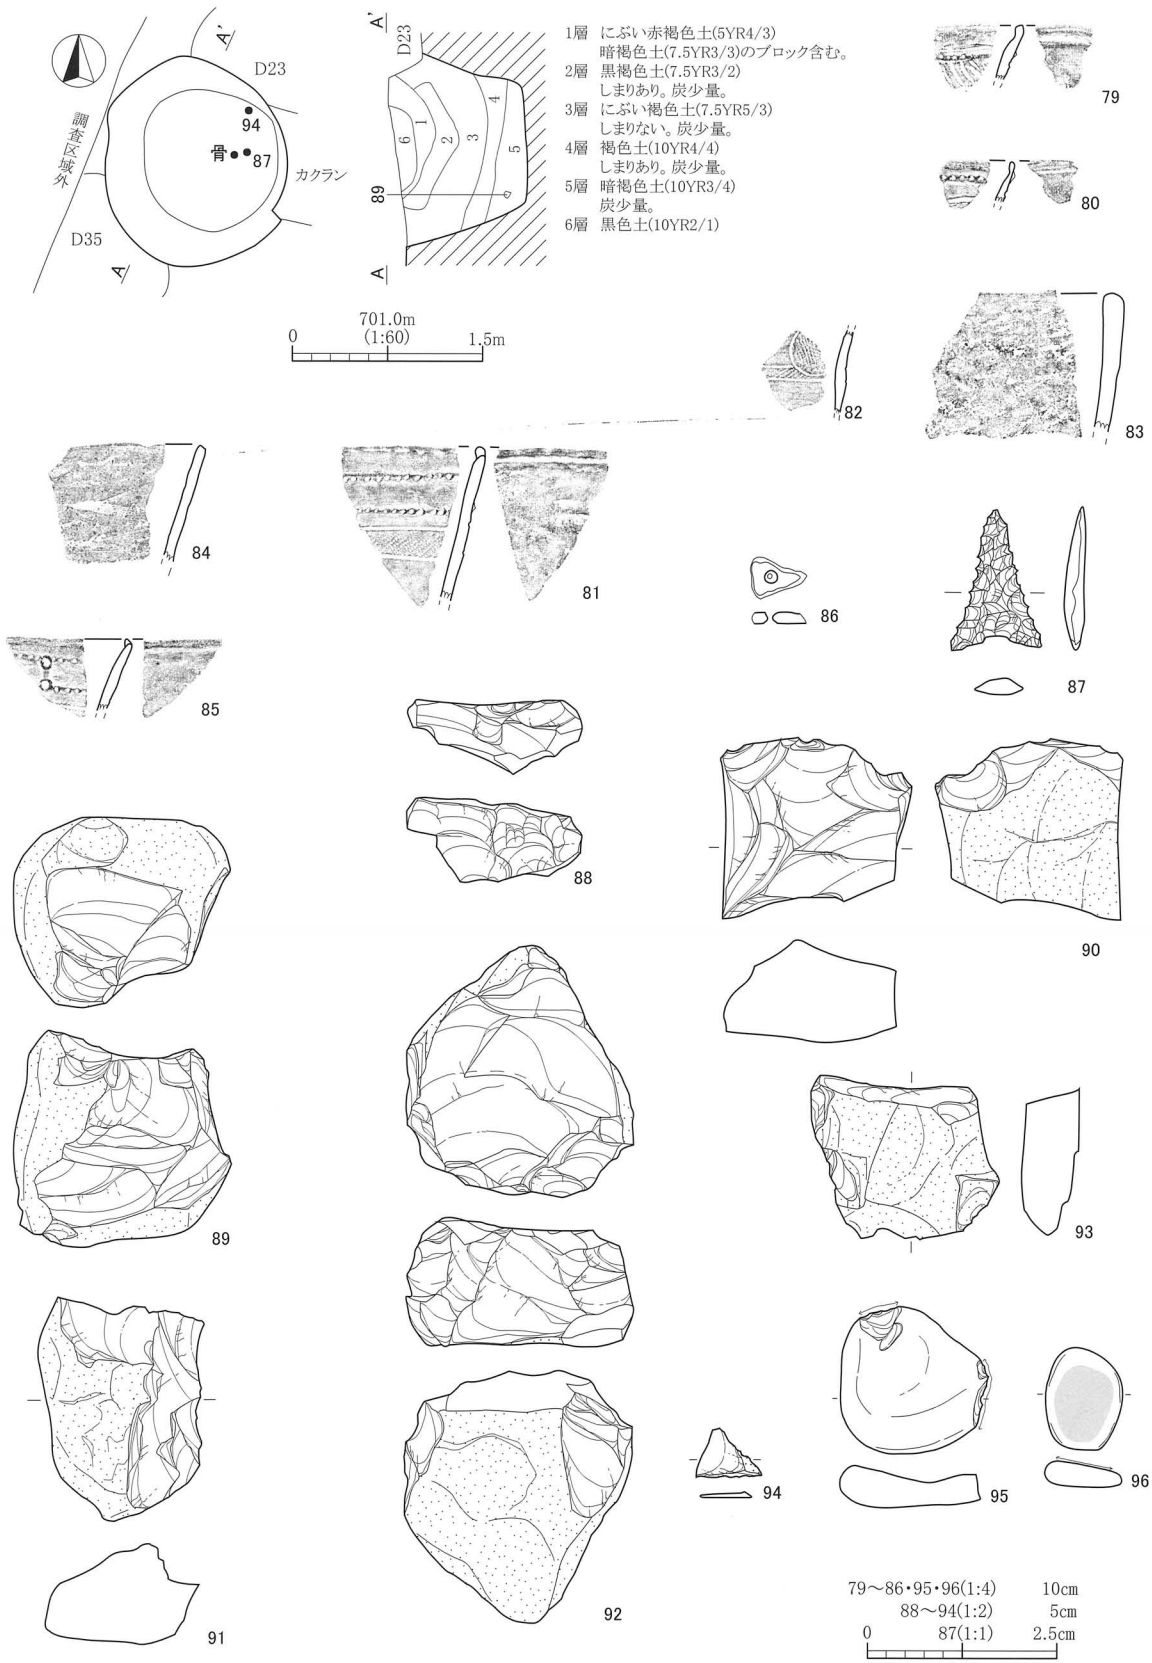 A'
D23
94
骨
87
カクラン
調査区域外
D35
A
A'
D23
1
2
3
4
5
6
89
A
1層 にぶい赤褐色土(5YR4/3)
暗褐色土(7.5YR3/3)のブロック含む。
2層 黒褐色土(7.5YR3/2)
しまりあり。炭少量。
3層 にぶい褐色土(7.5YR5/3)
しまりない。炭少量。
4層 褐色土(10YR4/4)
しまりあり。炭少量。
5層 暗褐色土(10YR3/4)
炭少量。
6層 黒色土(10YR2/1)
701.0m
0 (1:60) 1.5m
79
80
82
83
84
81
86
87
85
88
90
89
93
94
95
96
91
92
79～86・95・96(1:4) 10cm
88～94(1:2) 5cm
0 87(1:1) 2.5cm